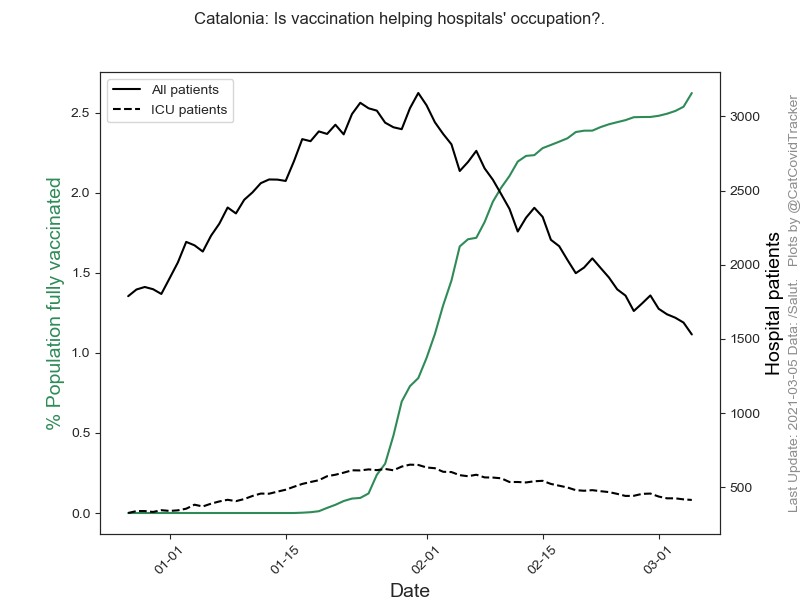 Catalonia: Is vaccination helping hospitals' occupation?.
All patients
ICU patients
% Population fully vaccinated
2.5
2.0
1.5
1.0
0.5
0.0
3000
2500
2000
1500
1000
500
Hospital patients
Last Update: 2021-03-05 Data: /Salut. Plots by @CatCovidTracker
01-01
01-15
02-01
02-15
03-01
Date